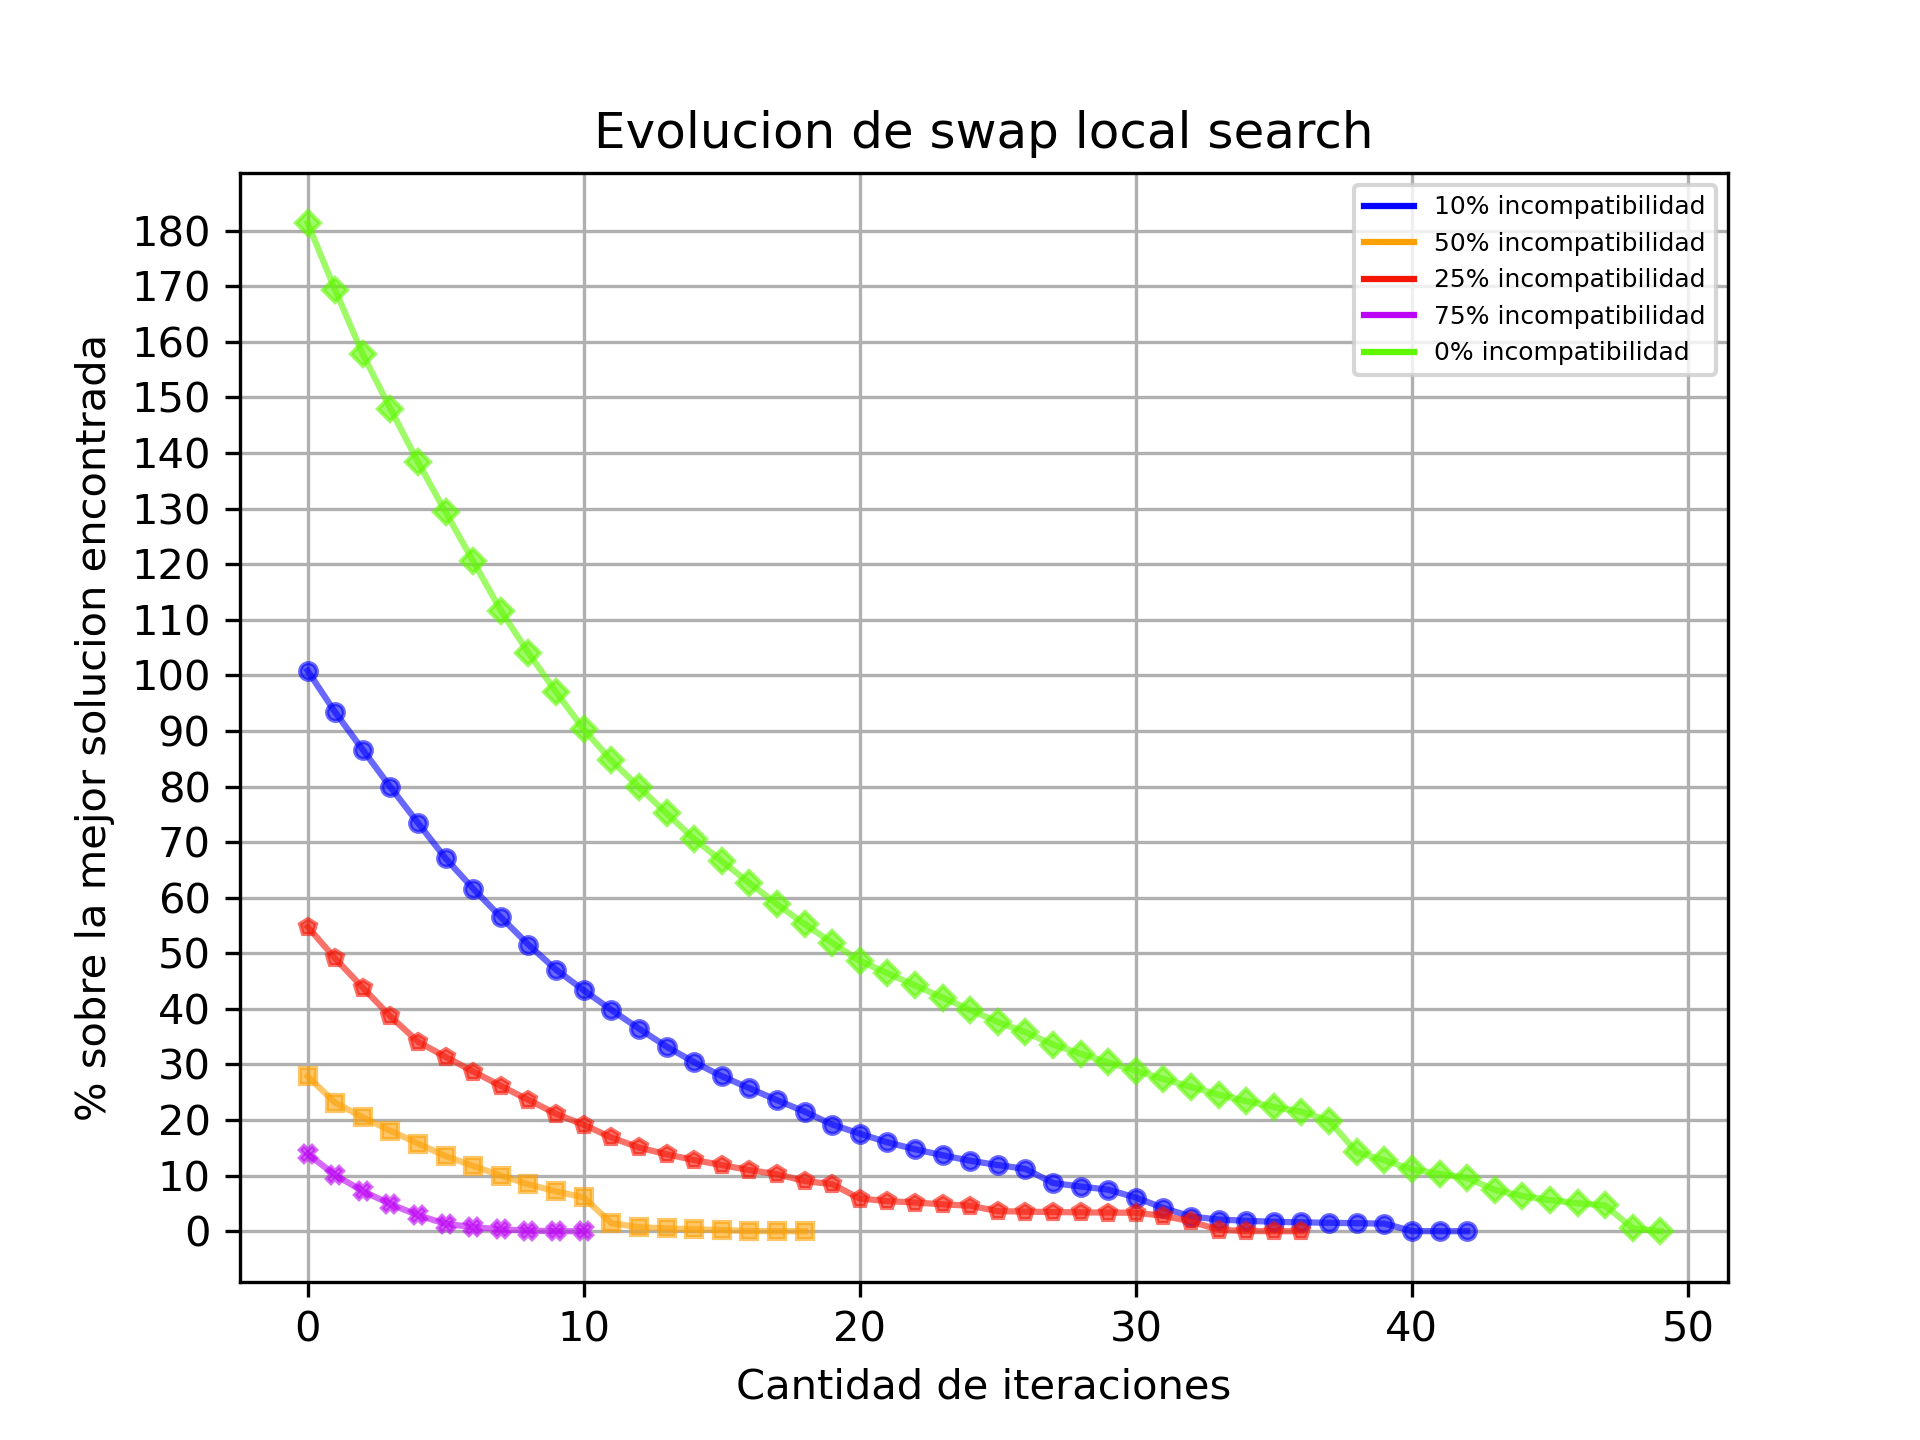 Evolucion de swap local search
10% incompatibilidad
50% incompatibilidad
25% incompatibilidad
75% incompatibilidad
0% incompatibilidad
% sobre la mejor solucion encontrada
180
170
160
150
140
130
120
110
100
90
80
70
60
50
40
30
20
10
0
0 10 20 30 40 50
Cantidad de iteraciones